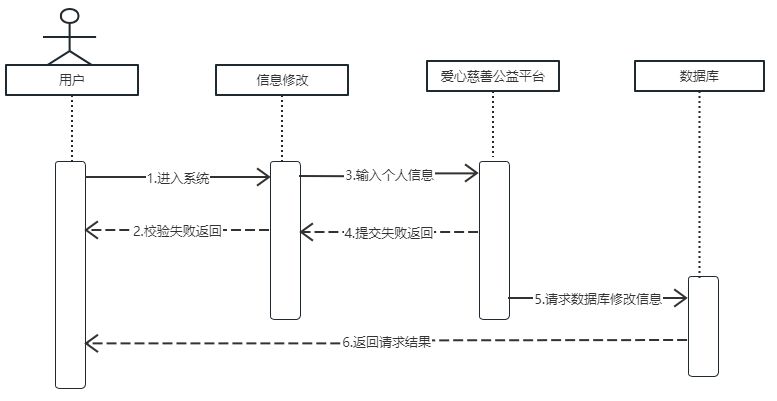 用户
信息修改
爱心慈善公益平台
数据库
1.进入系统
3.输入个人信息
2.校验失败返回
4.提交失败返回
5.请求数据库修改信息
6.返回请求结果